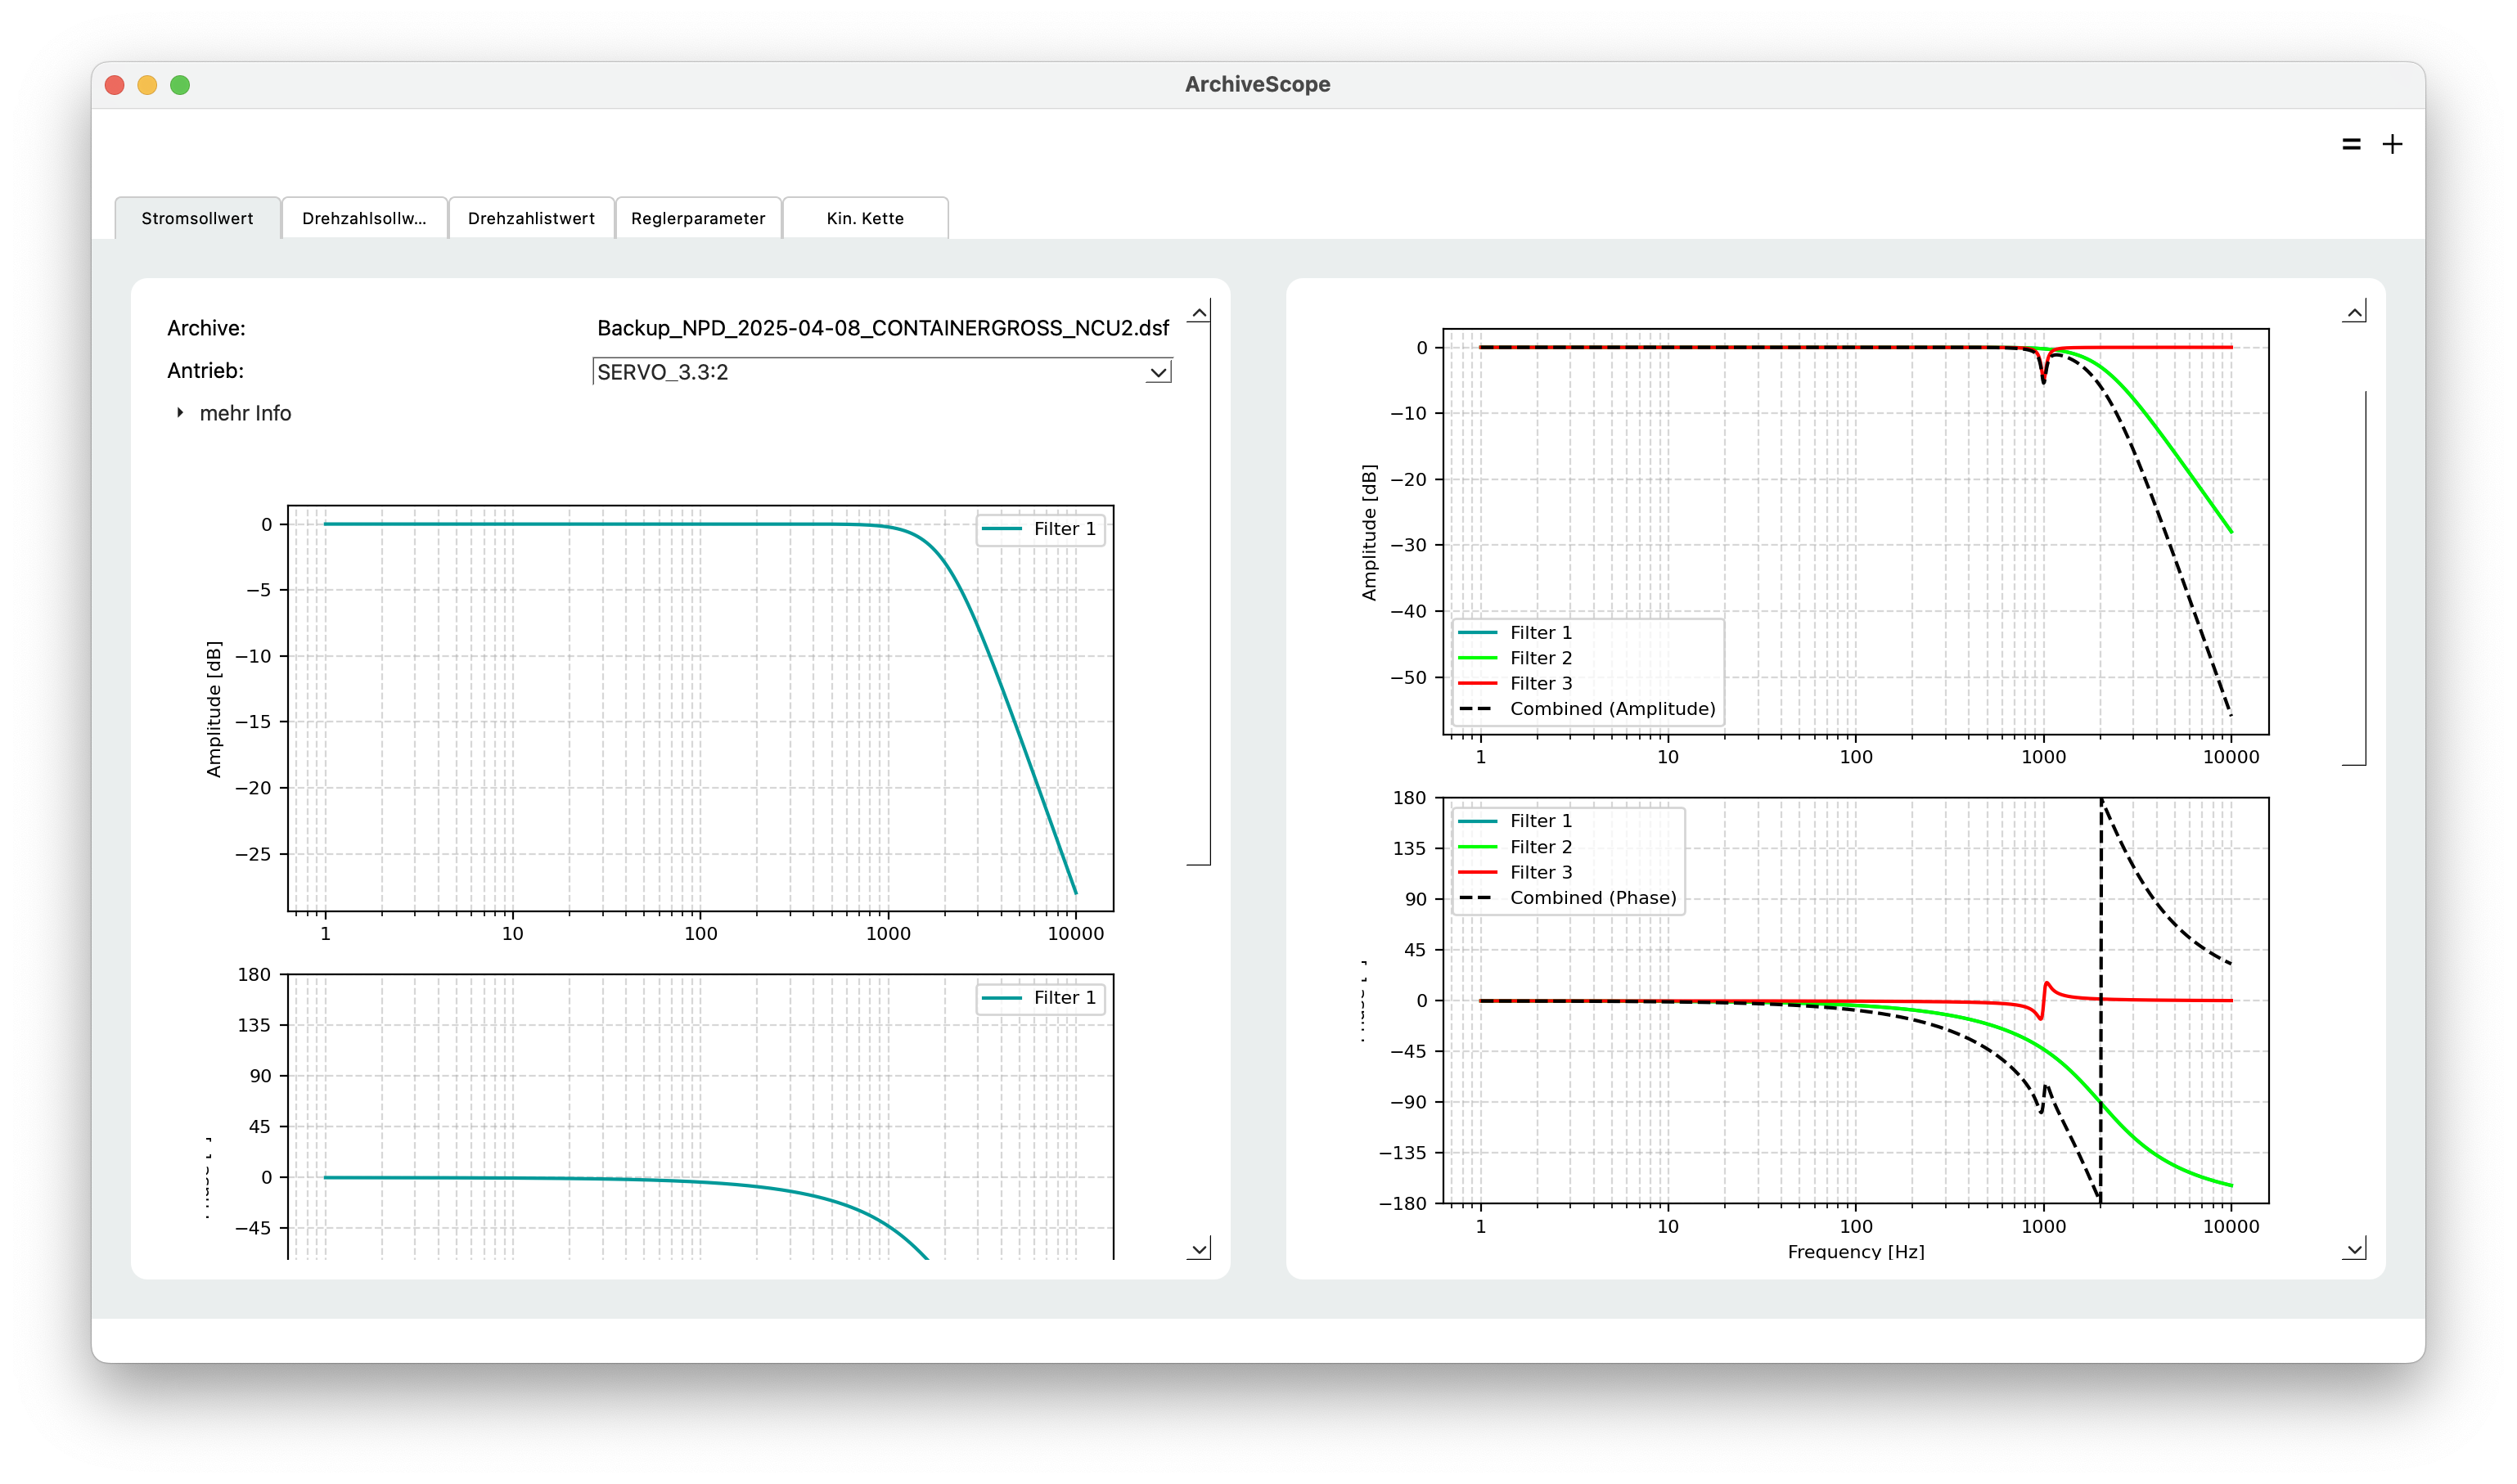 ArchiveScope
Stromsollwert
Drehzahlsollw...
Drehzahlistwert
Reglerparameter
Kin. Kette
Archive:
Backup_NPD_2025-04-08_CONTAINERGROSS_NCU2.dsf
Antrieb:
SERVO_3.3:2
mehr Info
Amplitude [dB]
0
−5
−10
−15
−20
−25
Filter 1
1
10
100
1000
10000
180
135
90
45
0
−45
Filter 1
Amplitude [dB]
0
−10
−20
−30
−40
−50
Filter 1
Filter 2
Filter 3
Combined (Amplitude)
1
10
100
1000
10000
180
135
90
45
0
−45
−90
−135
−180
Filter 1
Filter 2
Filter 3
Combined (Phase)
1
10
100
1000
10000
Frequency [Hz]